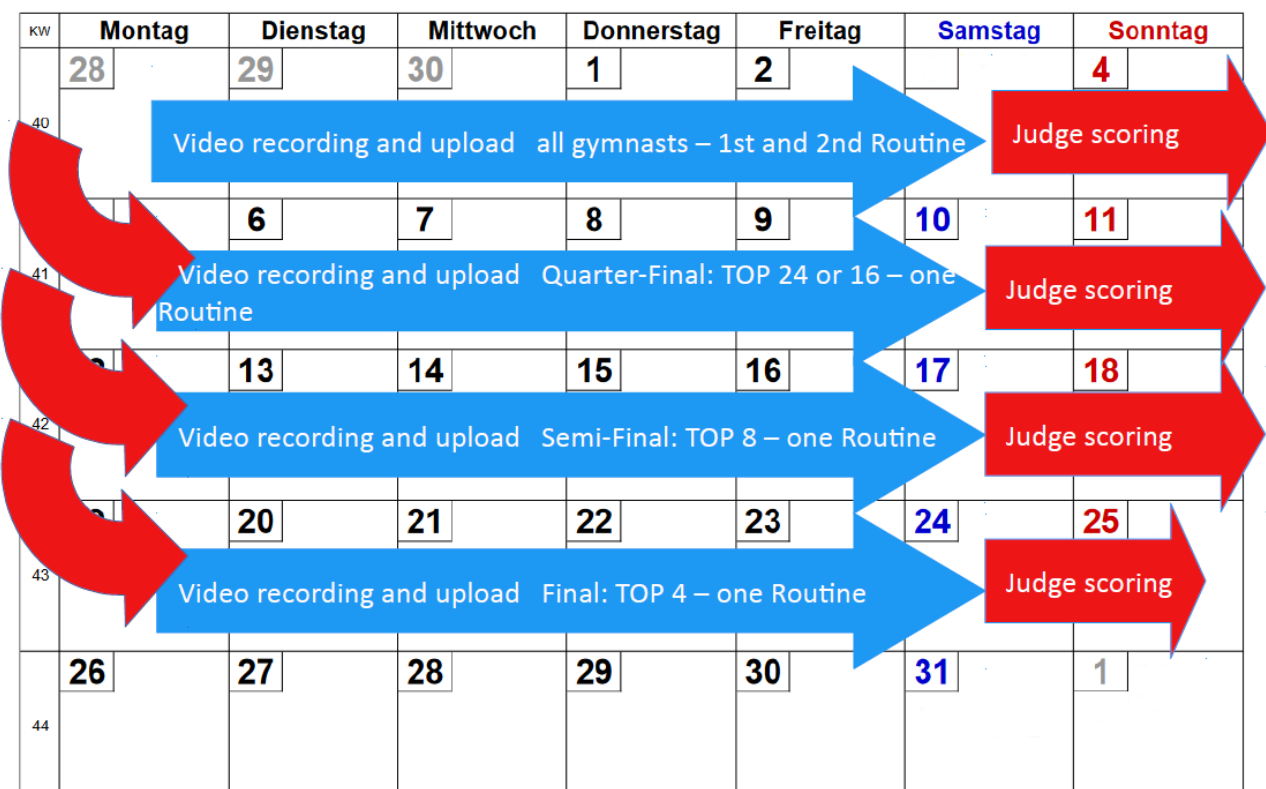 KW Montag Dienstag Mittwoch Donnerstag Freitag Samstag Sonntag
28 29 30 1 2 4
40
Video recording and upload all gymnasts – 1st and 2nd Routine
Judge scoring
6 7 8 9 10 11
41
Video recording and upload Quarter-Final: TOP 24 or 16 – one
Routine
Judge scoring
13 14 15 16 17 18
42
Video recording and upload Semi-Final: TOP 8 – one Routine
Judge scoring
20 21 22 23 24 25
43
Video recording and upload Final: TOP 4 – one Routine
Judge scoring
26 27 28 29 30 31 1
44